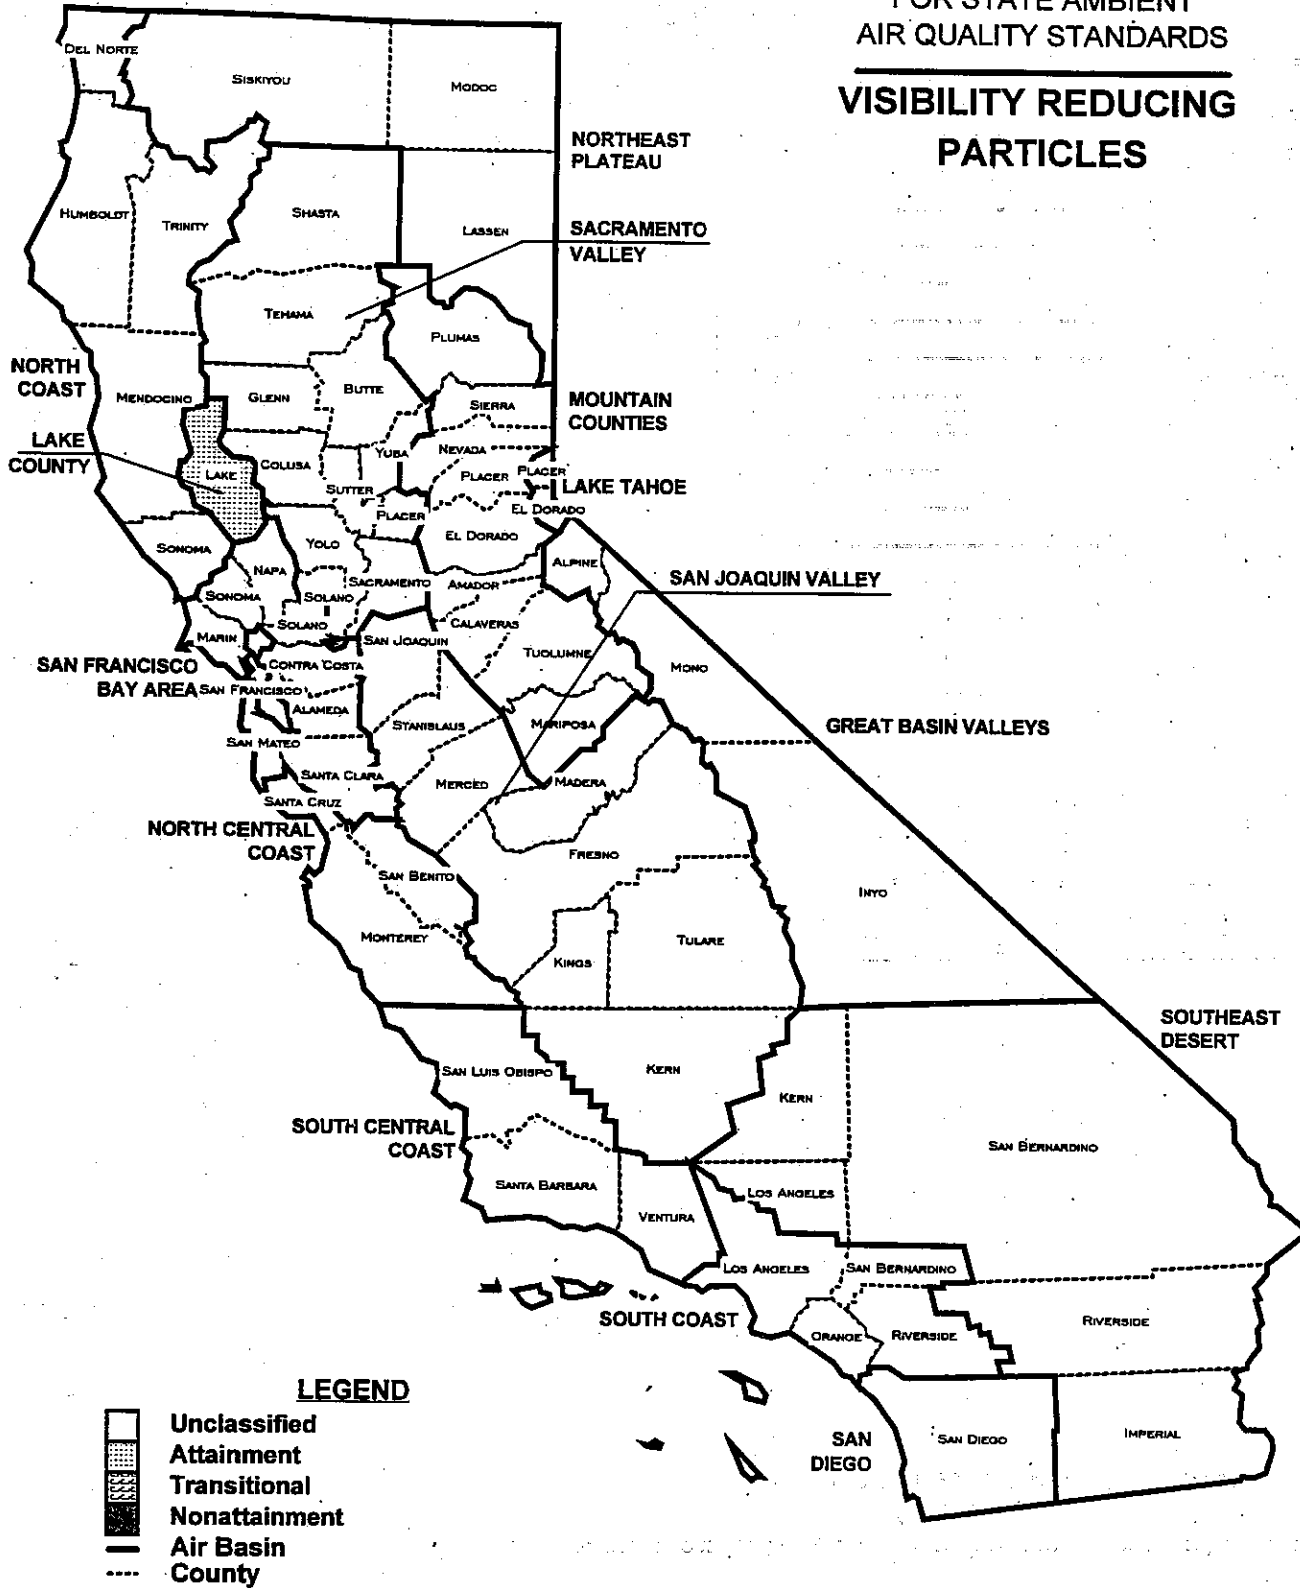 FOR STATE AMBIENT
AIR QUALITY STANDARDS
VISIBILITY REDUCING
PARTICLES
DEL NORTE
SISKIYOU
MODOC
NORTHEAST
PLATEAU
HUMBOLDT
TRINITY
SHASTA
LASSEN
SACRAMENTO
VALLEY
TEHAMA
PLUMAS
NORTH
COAST
MENDOCINO
GLENN
BUTTE
SIERRA
MOUNTAIN
COUNTIES
LAKE
COUNTY
LAKE
COLUSA
YUBA
NEVADA
SUTTER
PLACER
PLACER
PLACER
LAKE TAHOE
EL DORADO
EL DORADO
SONOMA
YOLO
NAPA
ALPINE
SACRAMENTO
AMADOR
SAN JOAQUIN VALLEY
SONOMA
SOLANO
SOLANO
CALAVERAS
MARIN
SAN JOAQUIN
TUOLUMNE
MONO
SAN FRANCISCO
BAY AREA
CONTRA COSTA
SAN FRANCISCO
ALAMEDA
STANISLAUS
MARIPOSA
GREAT BASIN VALLEYS
SAN MATEO
SANTA CLARA
MERCED
MADERA
SANTA CRUZ
NORTH CENTRAL
COAST
FRESNO
SAN BENITO
INYO
MONTEREY
TULARE
KINGS
SOUTHEAST
DESERT
SAN LUIS OBISPO
KERN
KERN
SOUTH CENTRAL
COAST
SAN BERNARDINO
SANTA BARBARA
LOS ANGELES
VENTURA
LOS ANGELES
SAN BERNARDINO
SOUTH COAST
ORANGE
RIVERSIDE
RIVERSIDE
SAN
DIEGO
SAN DIEGO
IMPERIAL
LEGEND
Unclassified
Attainment
Transitional
Nonattainment
Air Basin
County